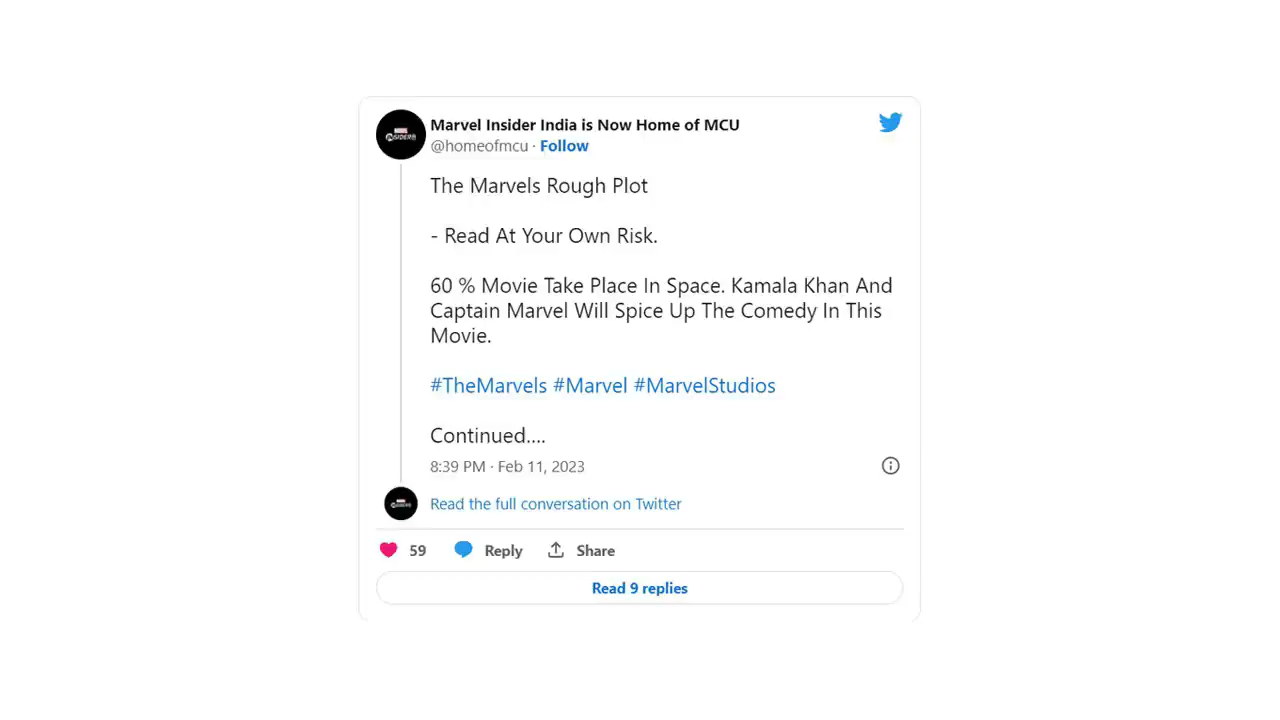 Marvel Insider India is Now Home of MCU
@homeofmcu · Follow
The Marvels Rough Plot
- Read At Your Own Risk.
60 % Movie Take Place In Space. Kamala Khan And
Captain Marvel Will Spice Up The Comedy In This
Movie.
#TheMarvels #Marvel #MarvelStudios
Continued....
8:39 PM · Feb 11, 2023
Read the full conversation on Twitter
59 Reply Share
Read 9 replies